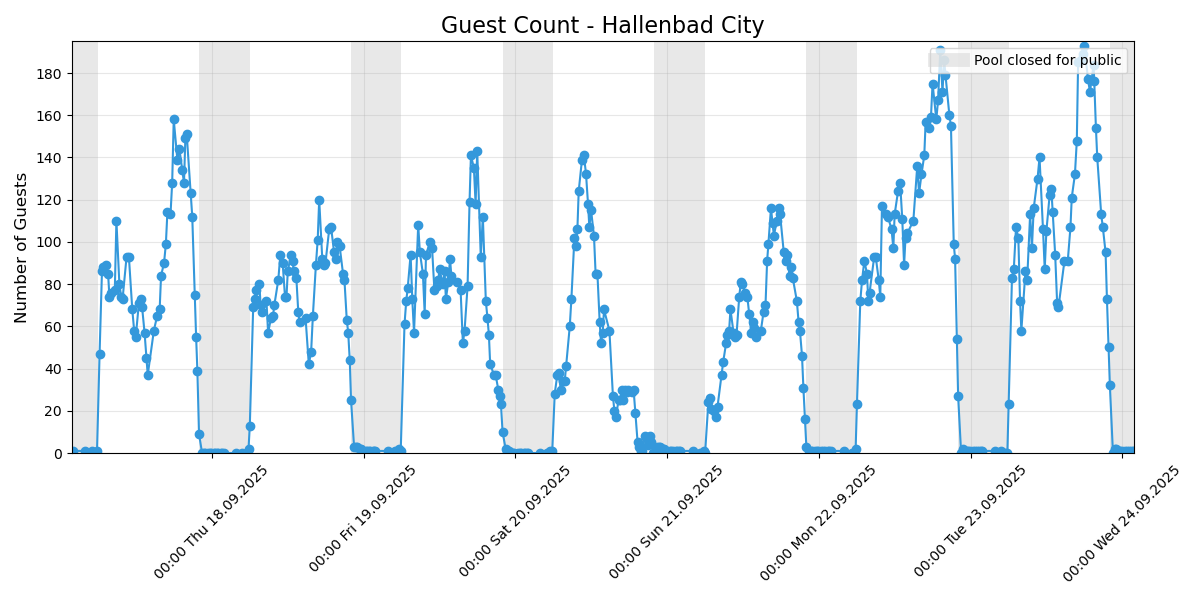 Guest Count - Hallenbad City
Pool closed for public
Number of Guests
180
160
140
120
100
80
60
40
20
0
00:00 Thu 18.09.2025
00:00 Fri 19.09.2025
00:00 Sat 20.09.2025
00:00 Sun 21.09.2025
00:00 Mon 22.09.2025
00:00 Tue 23.09.2025
00:00 Wed 24.09.2025